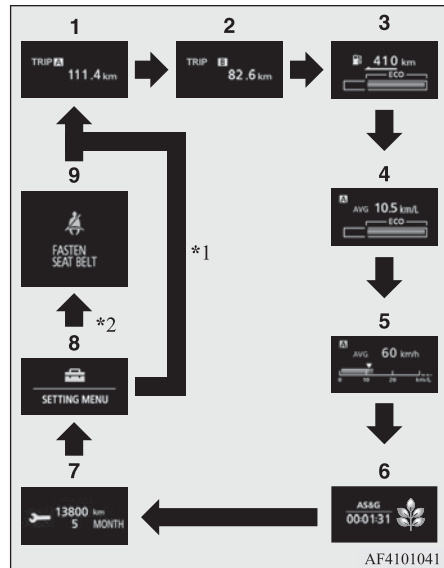 1
2
3
TRIP A
111.4 km
TRIP B
82.6 km
410 km
ECO
9
4
FASTEN
SEAT BELT
*1
A
AVG 10.5 km/L
ECO
*2
8
5
SETTING MENU
A
AVG 60 km/h
0 10 20 km/L
7
6
13800 km
5 MONTH
AS&G
00:01:31
AF4101041